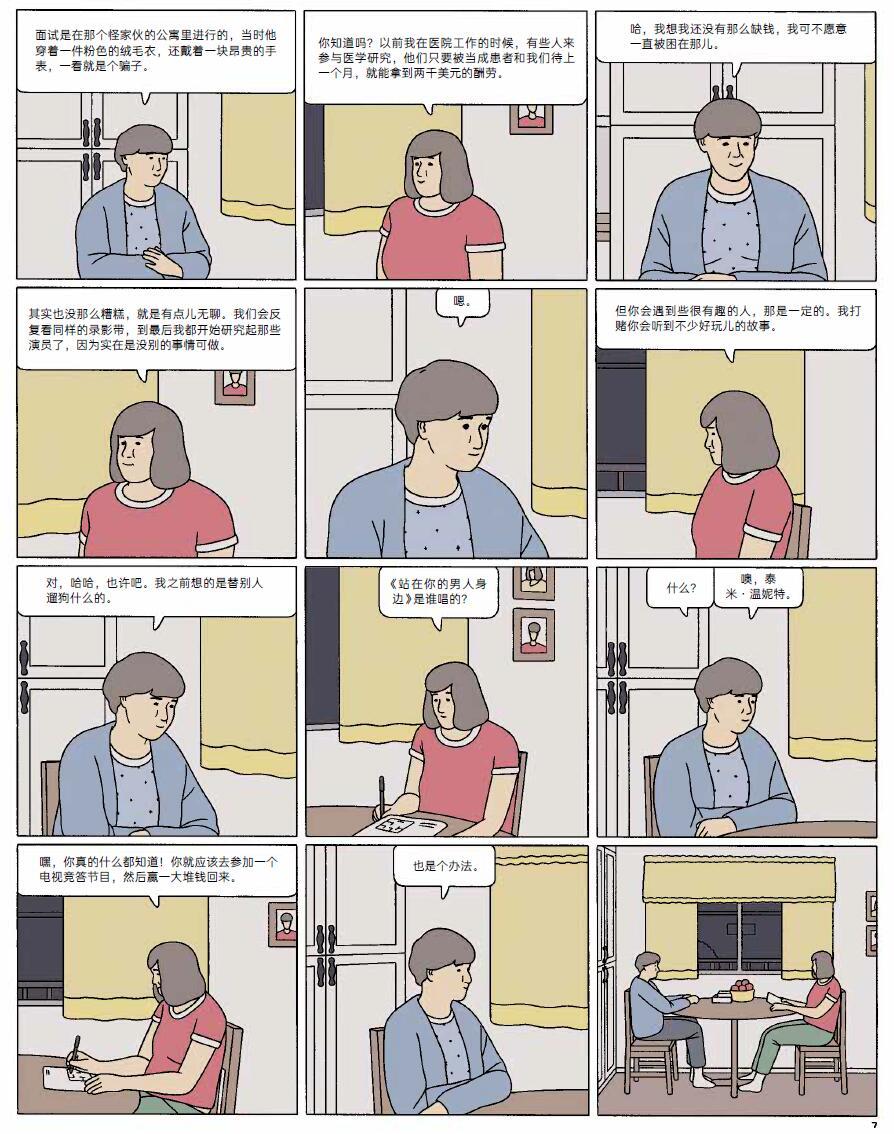 面试是在那个怪家伙的公寓里进行的，当时他
穿着一件粉色的绒毛衣，还戴着一块昂贵的手
表，一看就是个骗子。
你知道吗？以前我在医院工作的时候，有些人来
参与医学研究，他们只要被当成患者和我们待上
一个月，就能拿到两千美元的酬劳。
哈，我想我还没有那么缺钱，我可不愿意
一直被困在那儿。
其实也没那么糟糕，就是有点儿无聊。我们会反
复看同样的录影带，到最后我都开始研究起那些
演员了，因为实在是没别的事情可做。
嗯。
但你会遇到些很有趣的人，那是一定的。我打
赌你会听到不少好玩儿的故事。
对，哈哈，也许吧。我之前想的是替别人
遛狗什么的。
《站在你的男人身
边》是谁唱的？
什么？
噢，泰
米·温妮特。
嘿，你真的什么都知道！你就应该去参加一个
电视竞答节目，然后赢一大堆钱回来。
也是个办法。
7